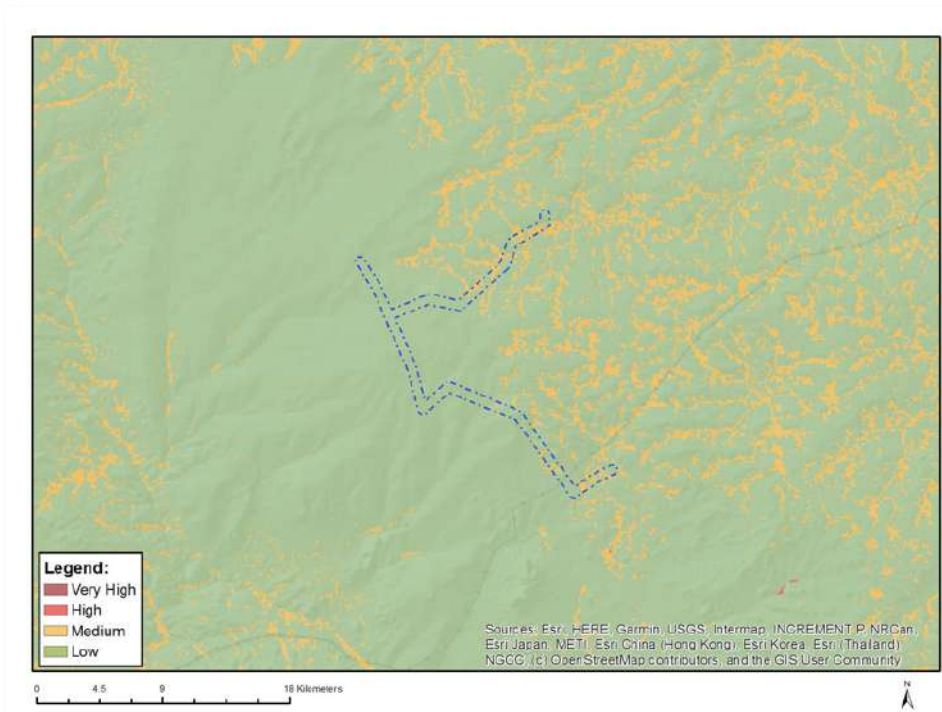 Legend:
Very High
High
Medium
Low
Sources: Esri, HERE, Garmin, USGS, Intermap, INCREMENT P, NRCan,
Esri Japan, METI, Esri China (Hong Kong), Esri Korea, Esri (Thailand),
NGCC, (c) OpenStreetMap contributors, and the GIS User Community
0 4.5 9 18 Kilometers
N